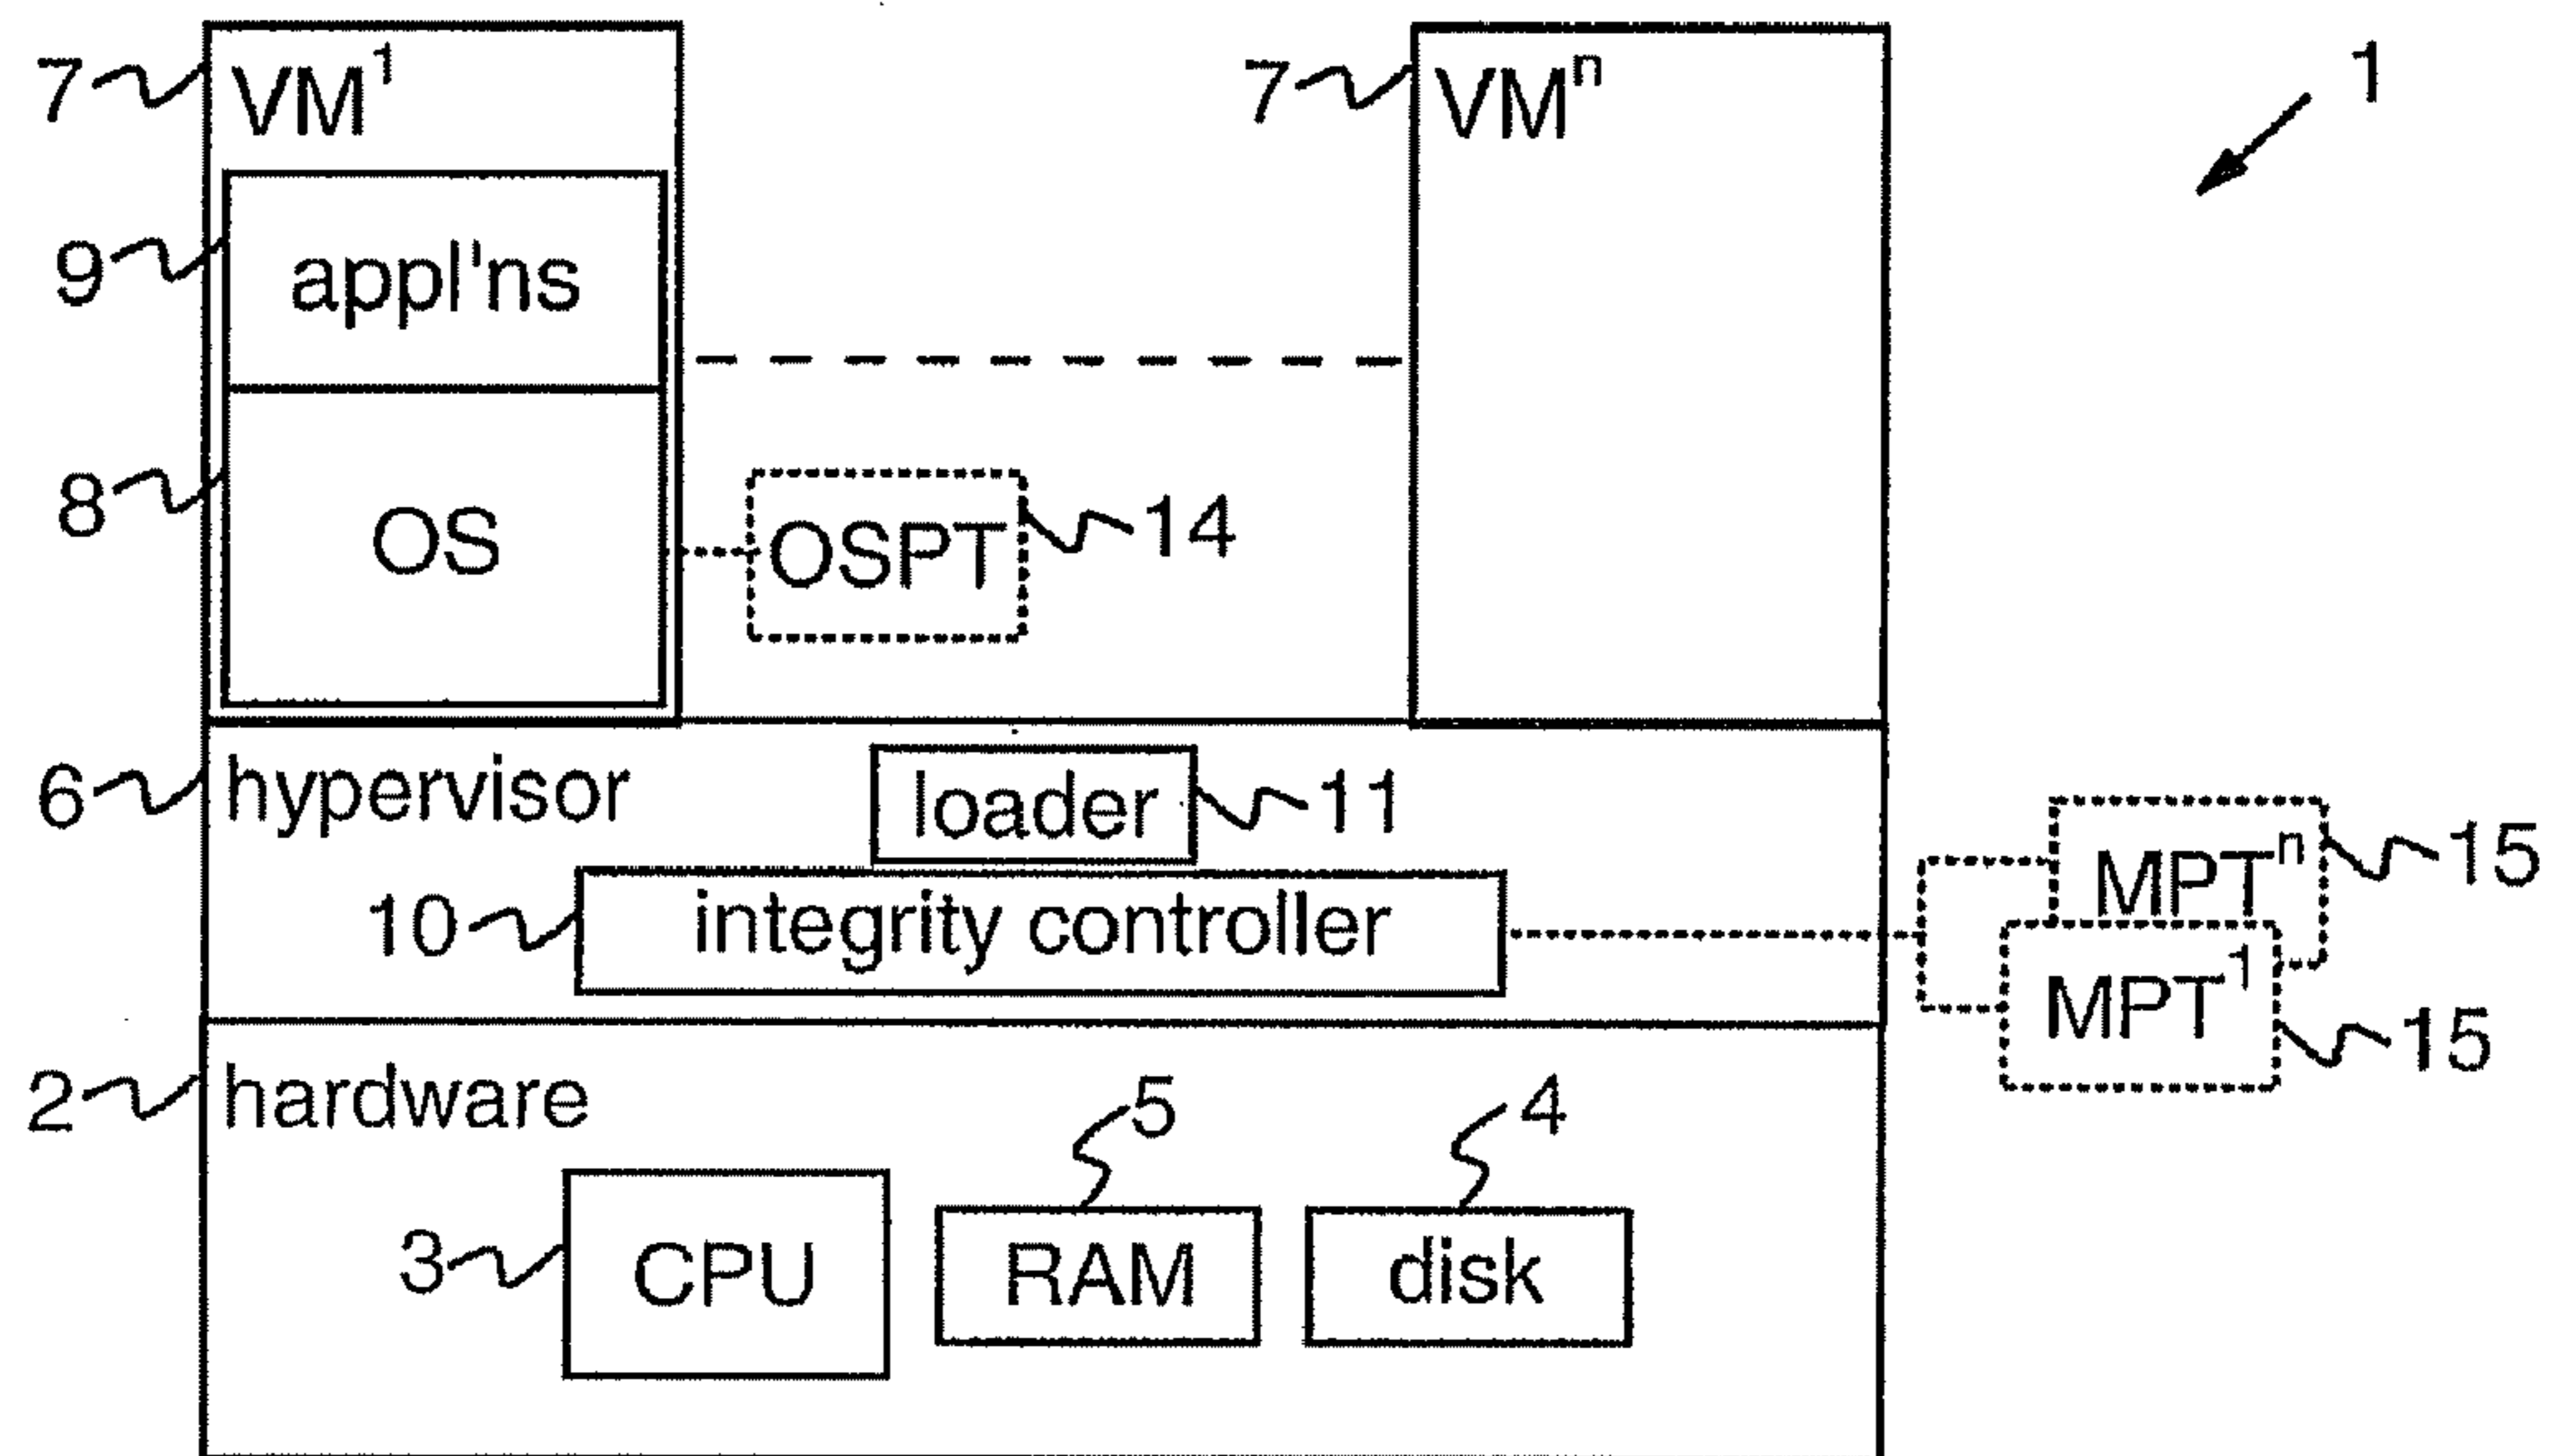 7 VM¹ 7 VMⁿ 1
9 appl'ns
8 OS OSPT 14
6 hypervisor loader 11
10 integrity controller MPTⁿ 15
MPT¹ 15
2 hardware 5 4
3 CPU RAM disk